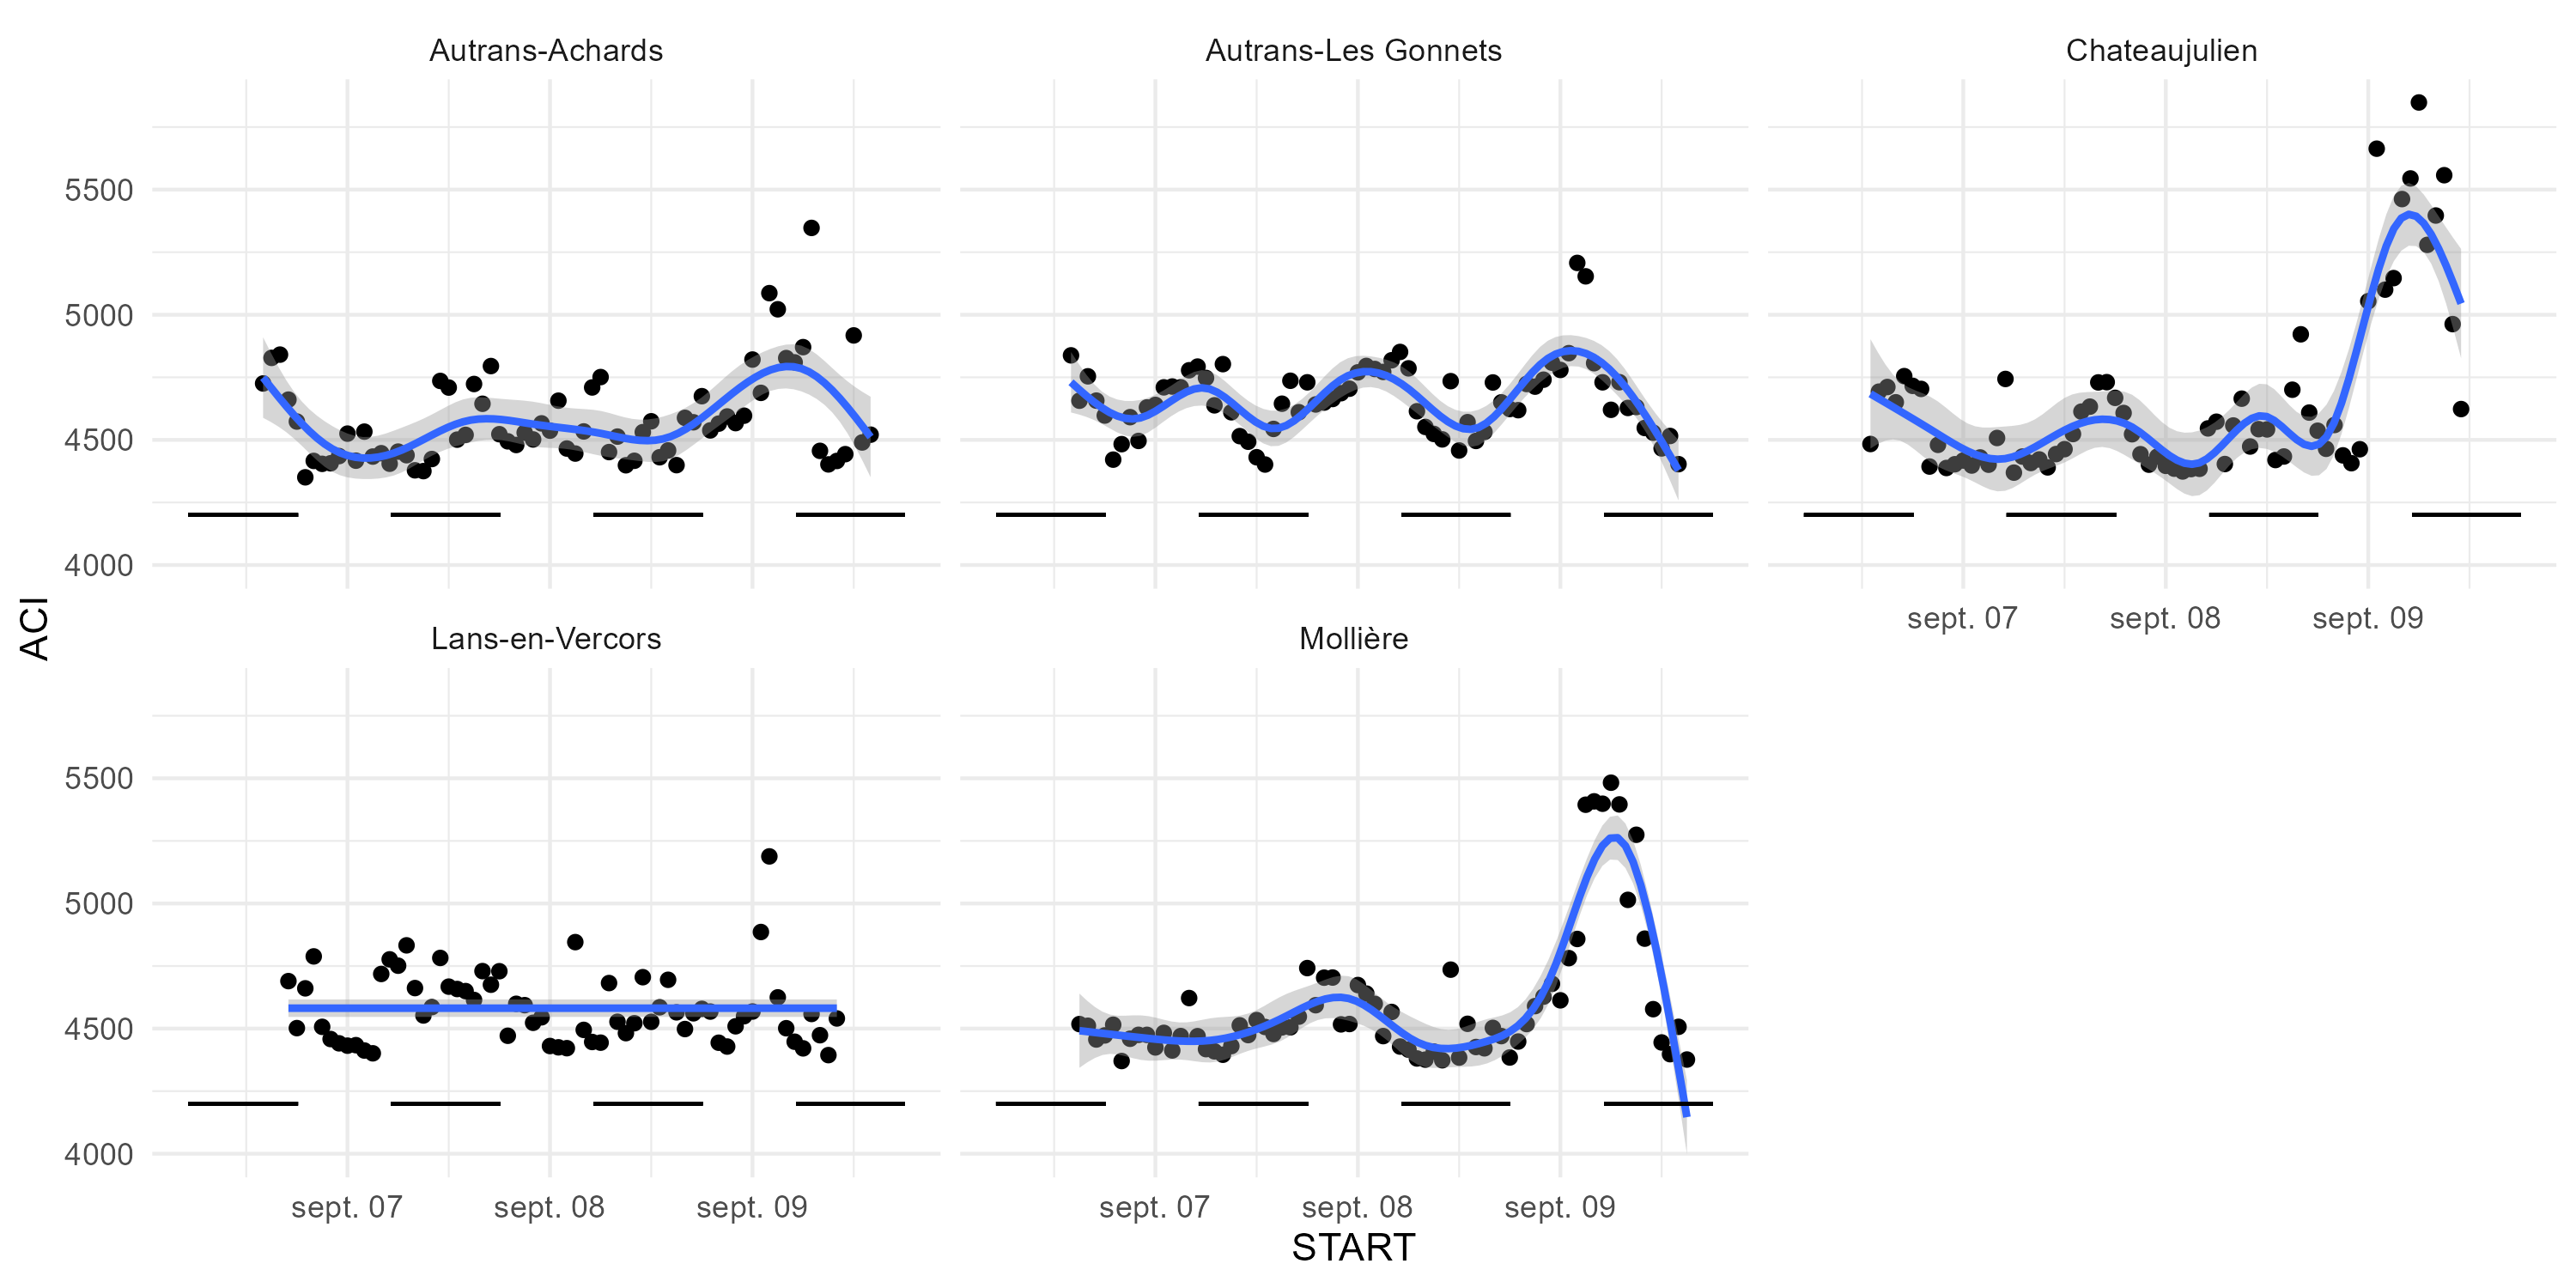 Autrans-Achards
Autrans-Les Gonnets
Chateaujulien
5500
5000
4500
4000
sept. 07
sept. 08
sept. 09
ACI
Lans-en-Vercors
Mollière
5500
5000
4500
4000
sept. 07
sept. 08
sept. 09
sept. 07
sept. 08
sept. 09
START